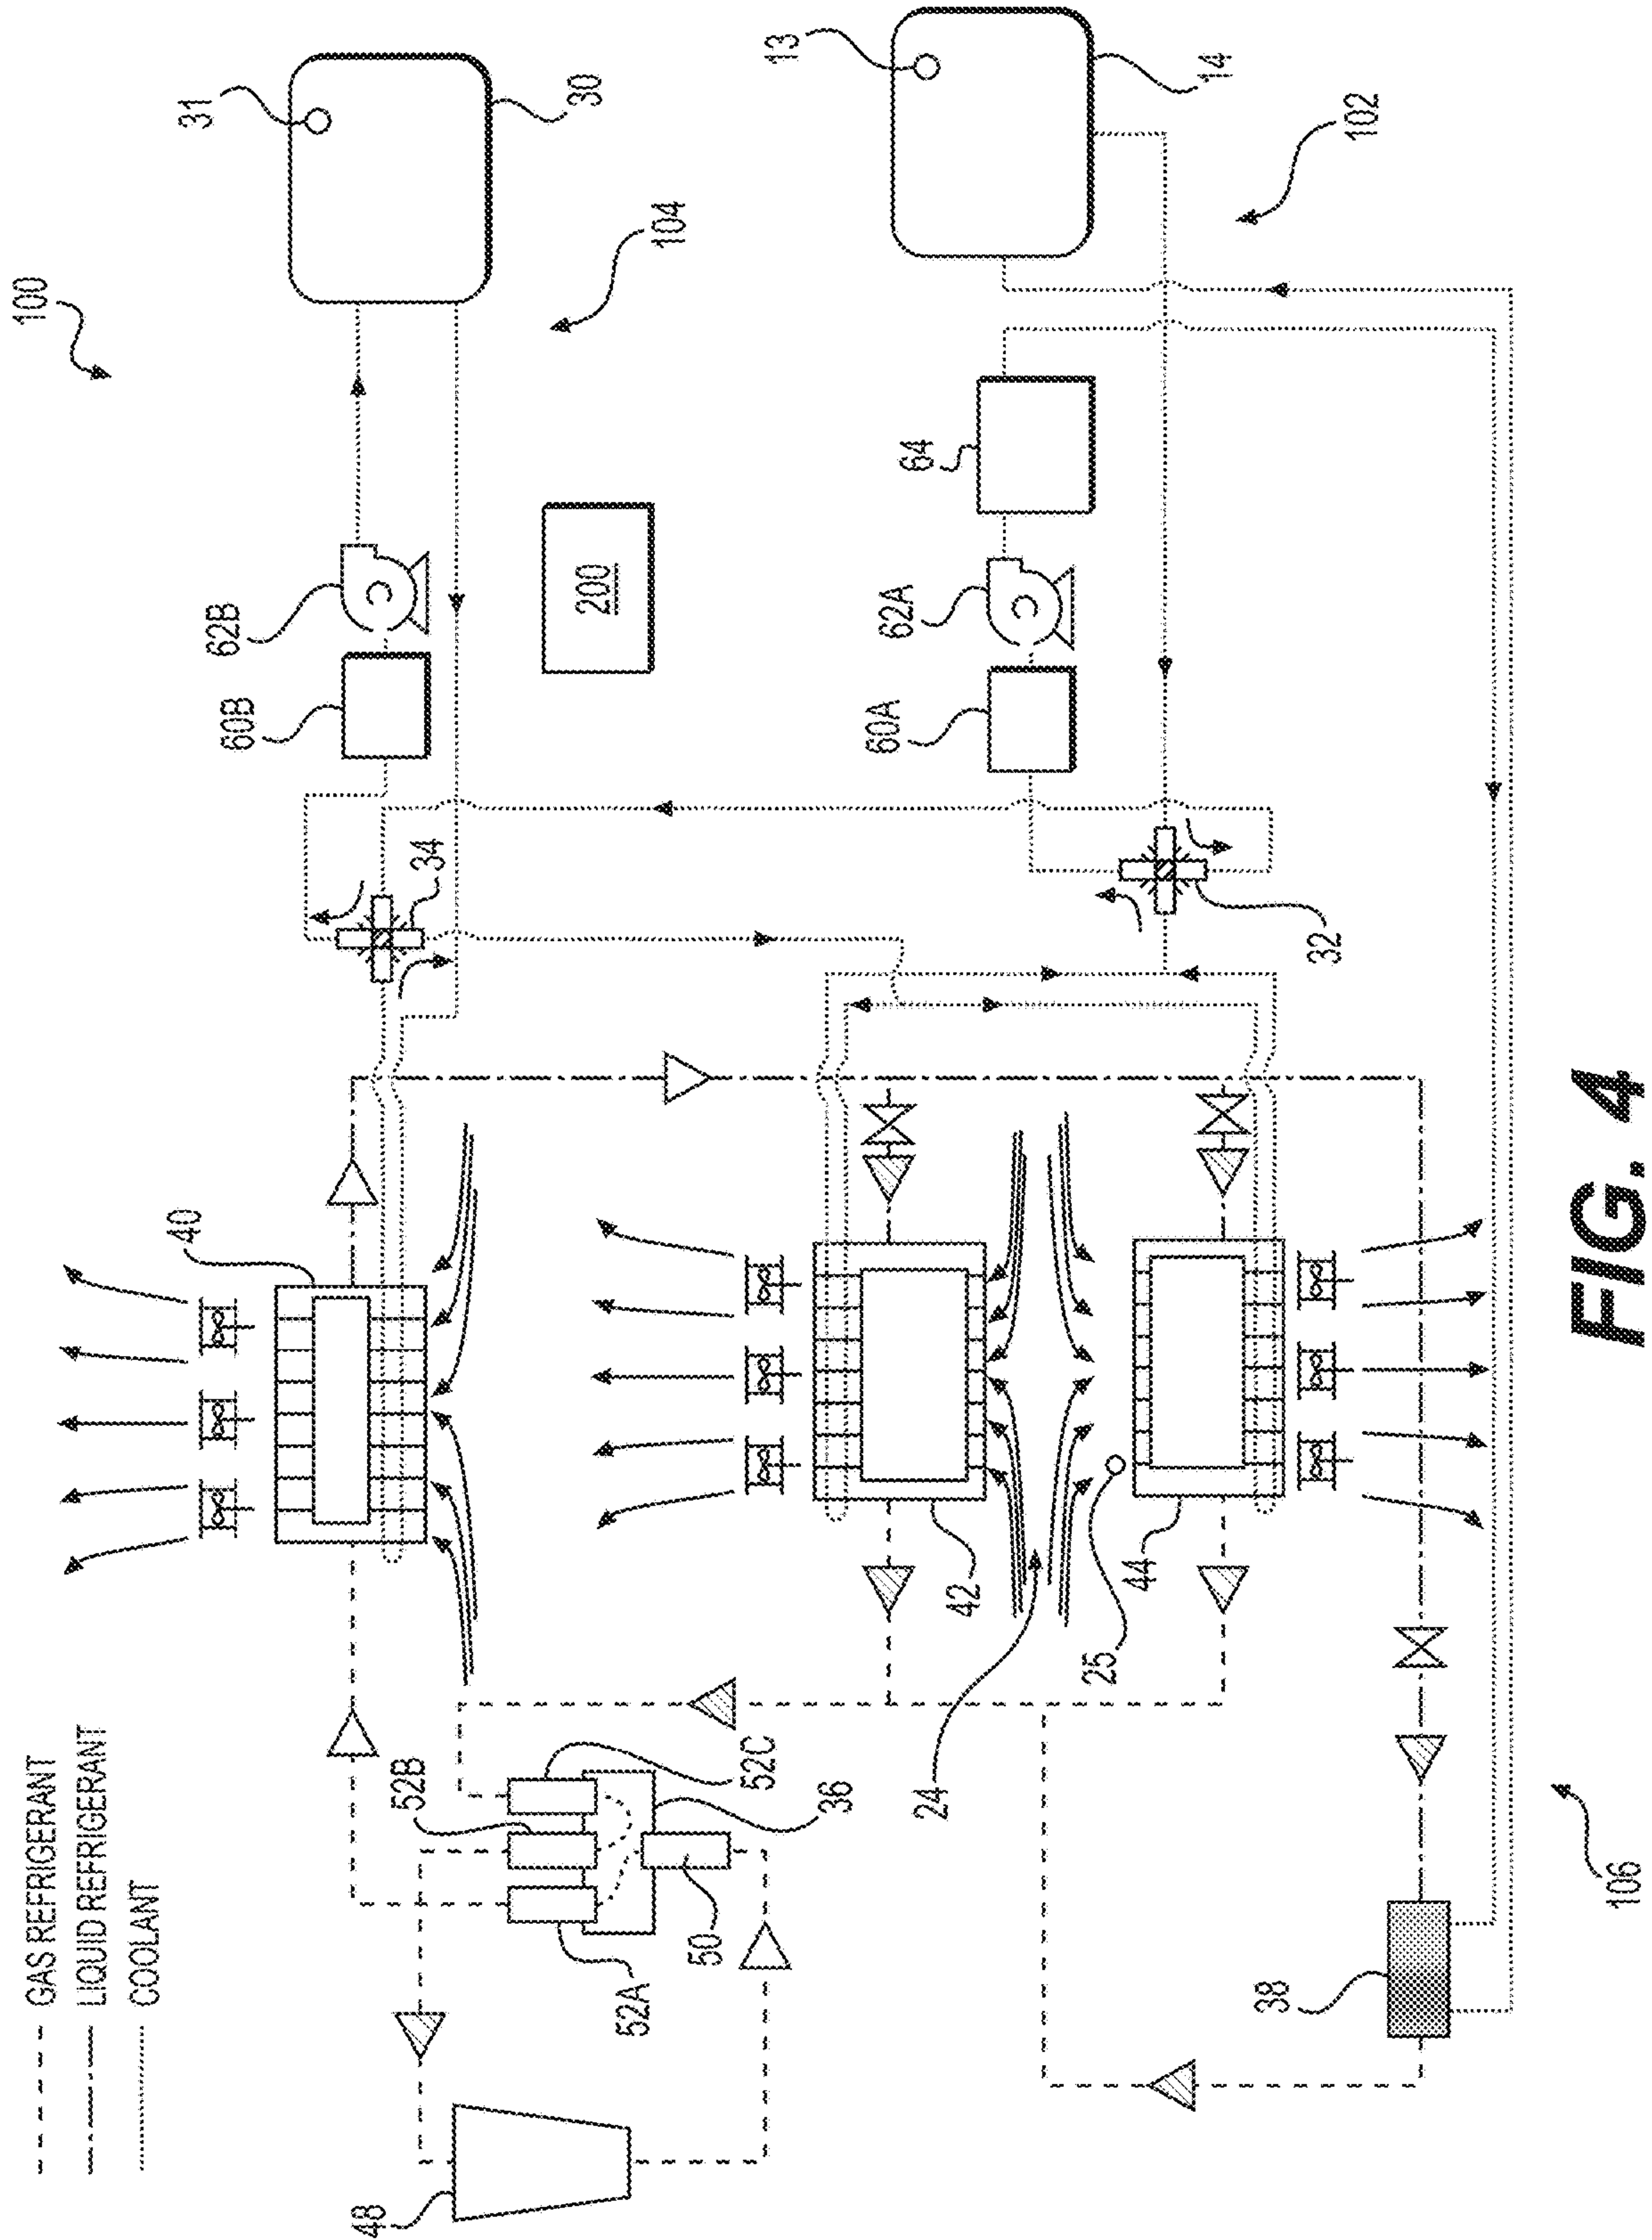 GAS REFRIGERANT
LIQUID REFRIGERANT
COOLANT
100
31
30
104
13
14
102
62B
60B
200
64
62A
60A
34
32
40
42
44
25
24
52B
52C
36
52A
50
48
38
106
FIG. 4